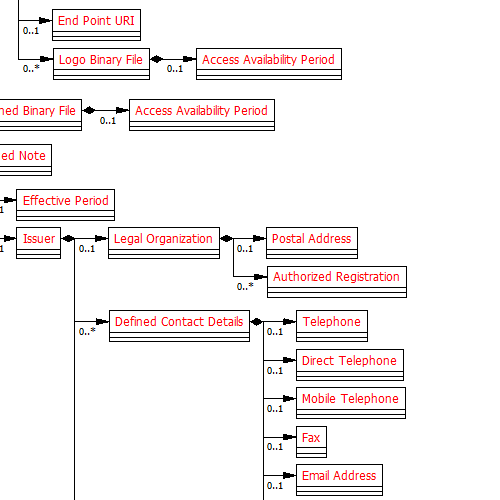 End Point URI
0..1
Logo Binary File
Access Availability Period
0..*
0..1
ned Binary File
Access Availability Period
0..1
ed Note
Effective Period
1
Issuer
Legal Organization
Postal Address
1
0..1
0..1
Authorized Registration
0..*
Defined Contact Details
Telephone
0..*
0..1
Direct Telephone
0..1
Mobile Telephone
0..1
Fax
0..1
Email Address
0..1